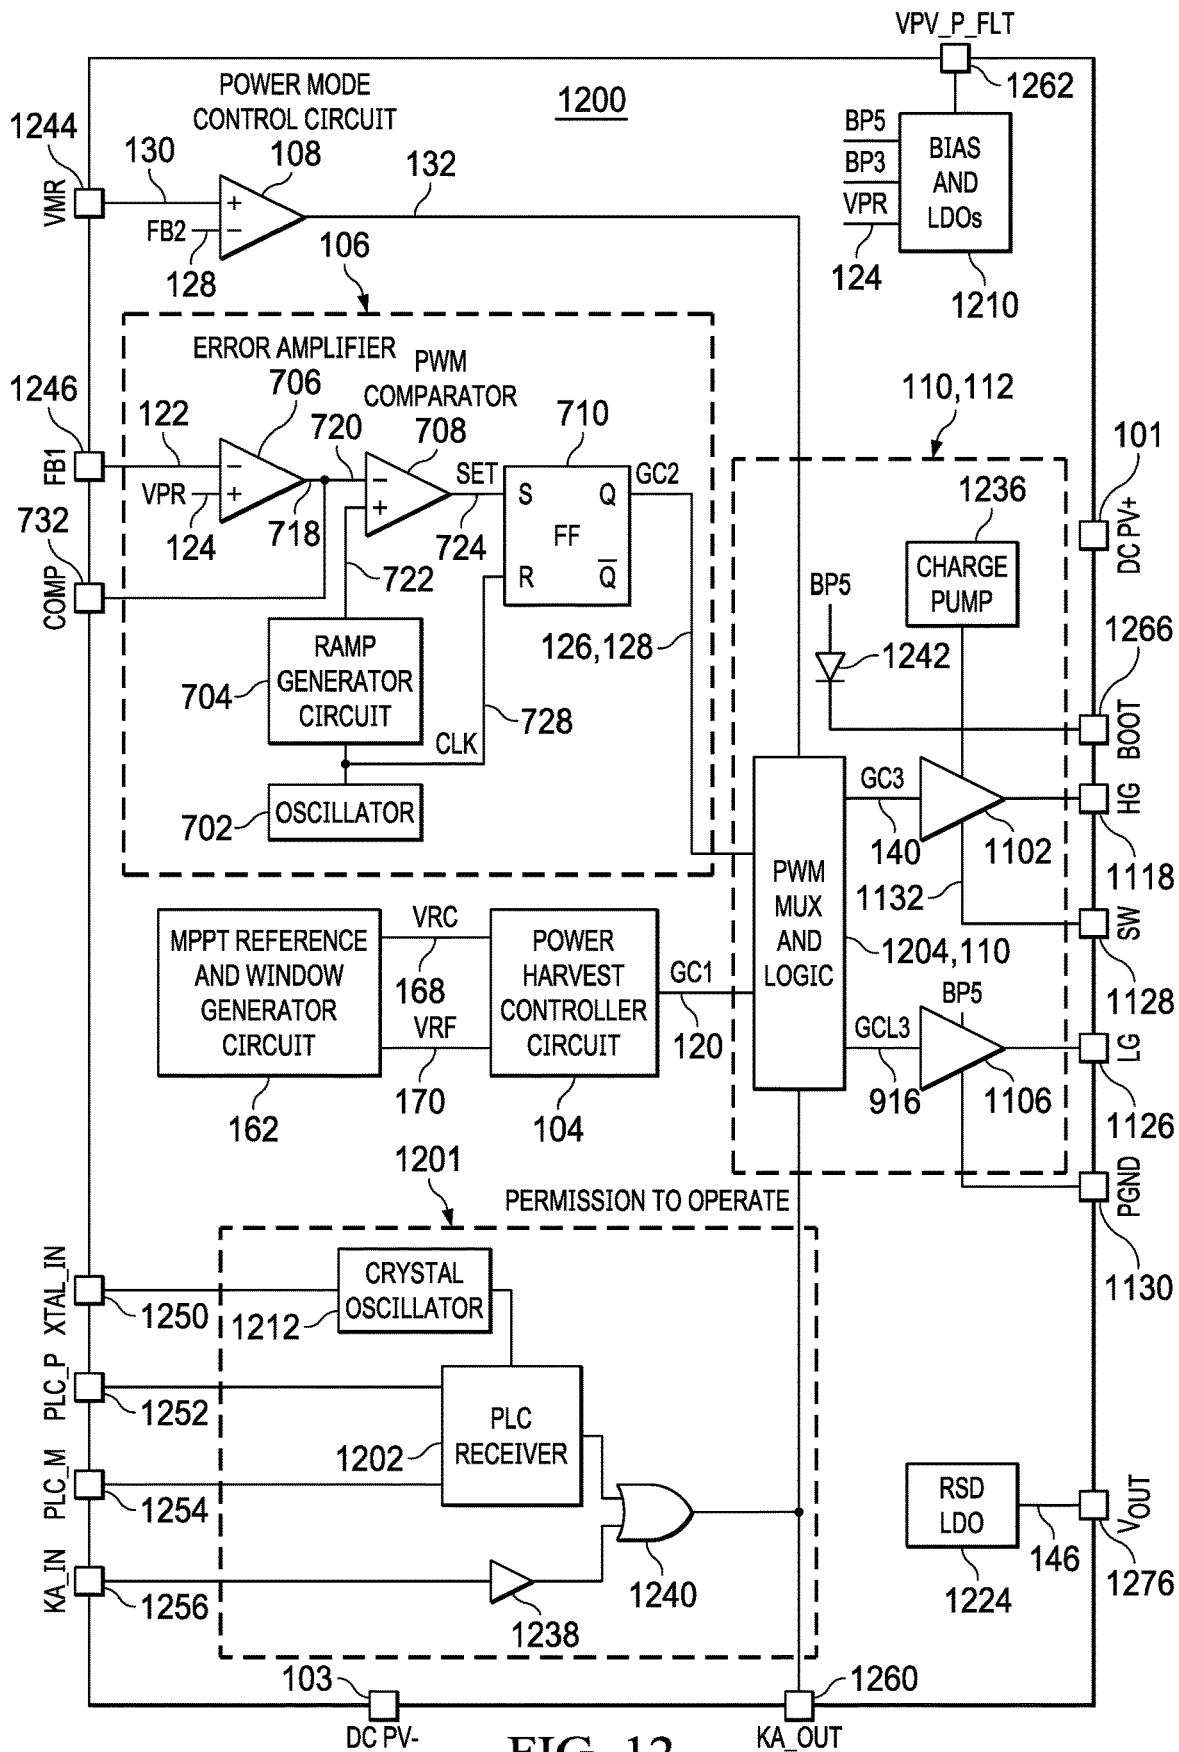 VPV_P_FLT
1262
POWER MODE
CONTROL CIRCUIT
1200
1244
130
108
132
VMR
+
FB2
−
128
BP5
BP3
VPR
124
BIAS
AND
LDOs
1210
106
ERROR AMPLIFIER
PWM
COMPARATOR
1246
122
706
720
708
710
FB1
−
VPR
+
124
718
−
+
SET
724
S
Q
FF
R
Q
GC2
732
COMP
722
RAMP
GENERATOR
CIRCUIT
704
CLK
728
126,128
OSCILLATOR
702
110,112
101
DC PV+
1236
CHARGE
PUMP
BP5
1242
1266
BOOT
GC3
140
1102
HG
1118
1132
SW
1128
PWM
MUX
AND
LOGIC
1204,110
BP5
GCL3
916
1106
LG
1126
PGND
1130
MPPT REFERENCE
AND WINDOW
GENERATOR
CIRCUIT
162
VRC
168
VRF
170
POWER
HARVEST
CONTROLLER
CIRCUIT
104
GC1
120
1201
PERMISSION TO OPERATE
XTAL_IN
1250
CRYSTAL
OSCILLATOR
1212
PLC_P
1252
PLC
RECEIVER
1202
PLC_M
1254
KA_IN
1256
1238
1240
RSD
LDO
1224
146
VOUT
1276
103
DC PV-
1260
KA_OUT